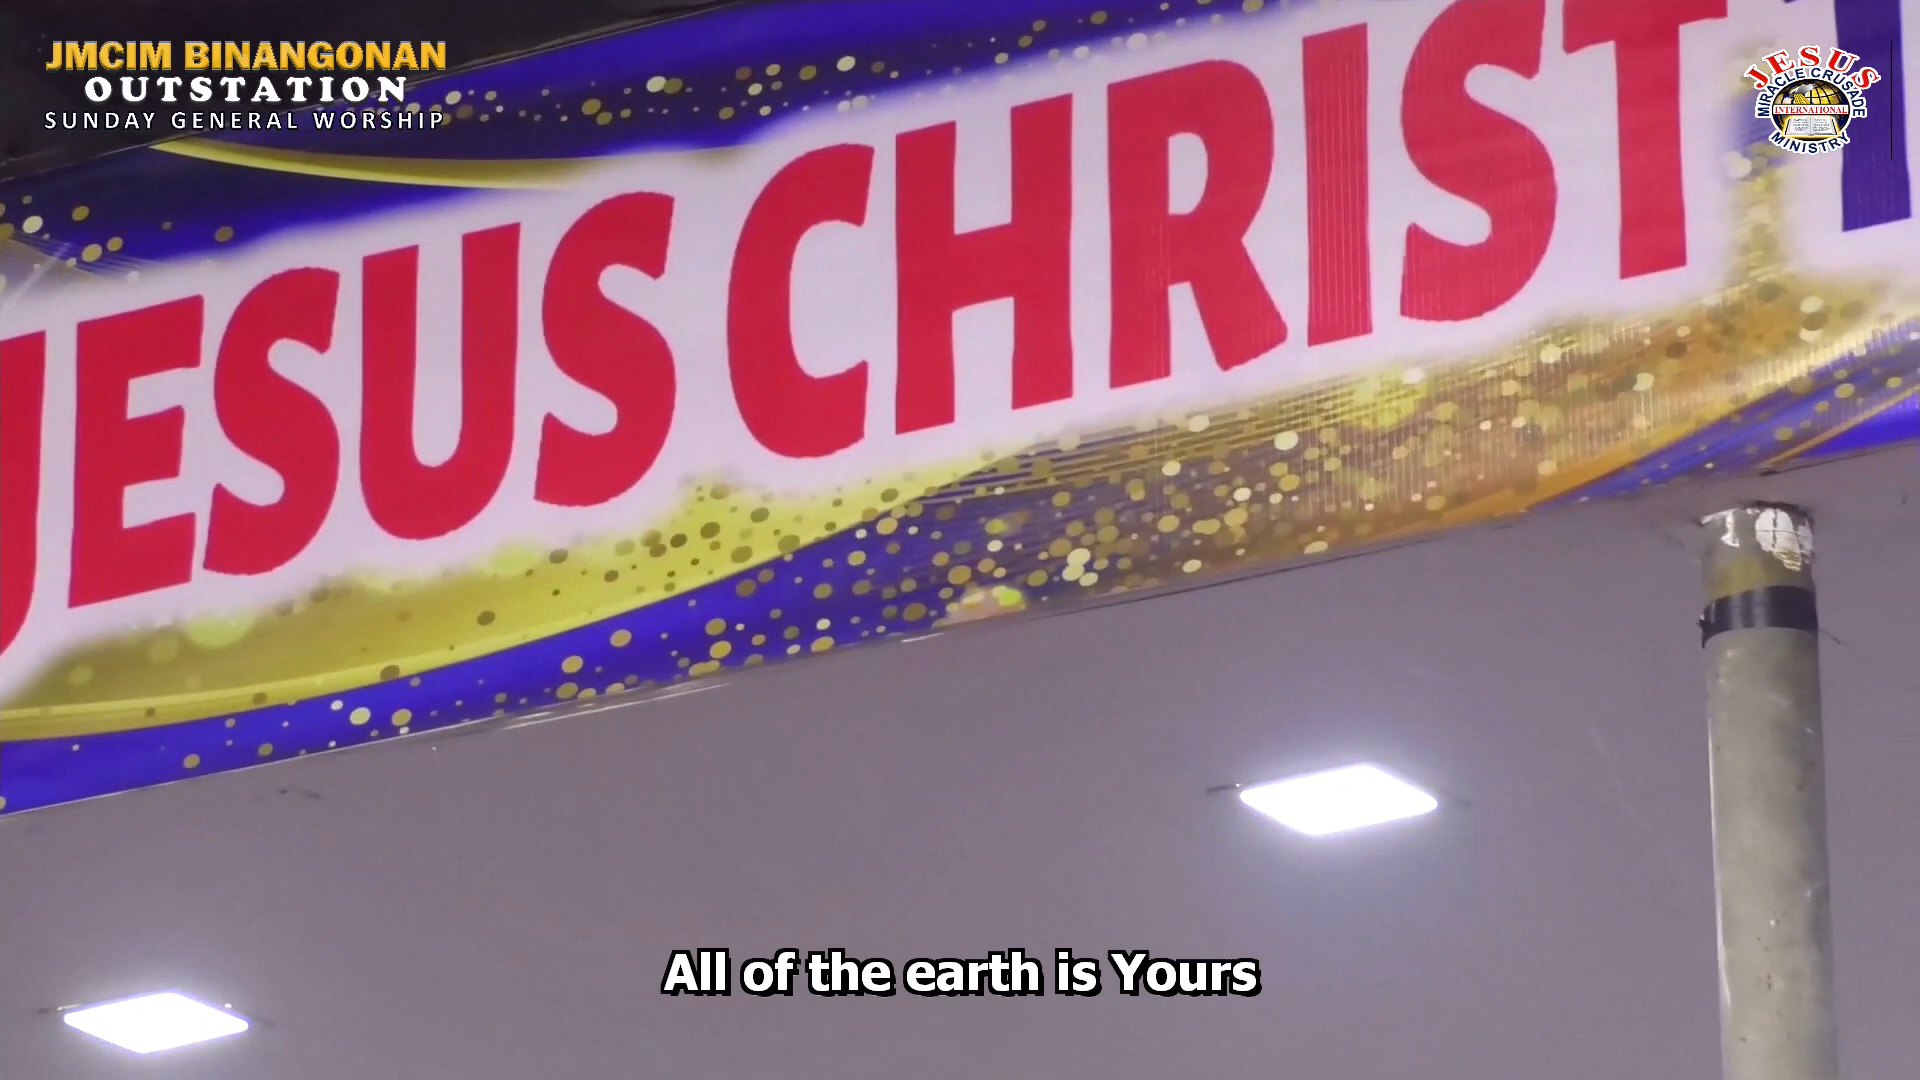 JMCIM BINANGONAN
OUTSTATION
SUNDAY GENERAL WORSHIP
JESUS
MIRACLE CRUSADE
INTERNATIONAL
MINISTRY
JESUS CHRIST
All of the earth is Yours